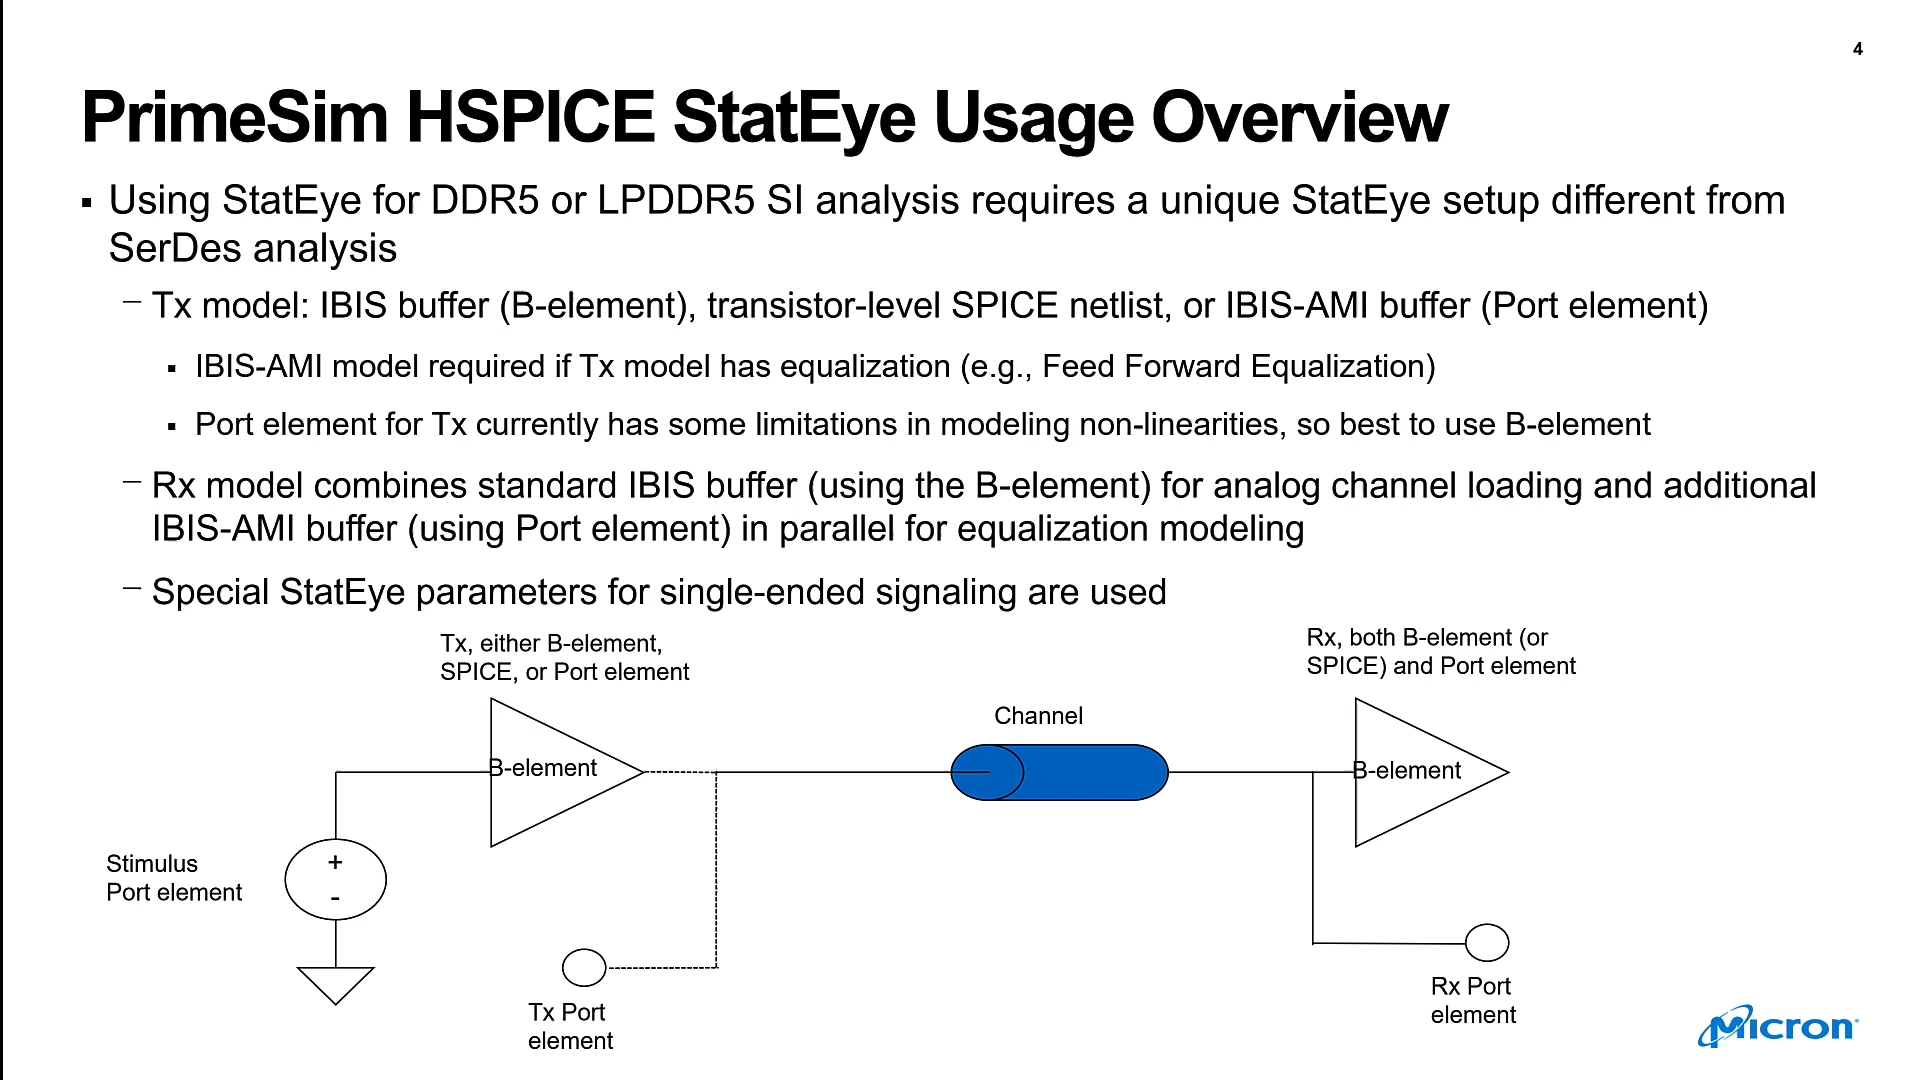 4
PrimeSim HSPICE StatEye Usage Overview
▪ Using StatEye for DDR5 or LPDDR5 SI analysis requires a unique StatEye setup different from
SerDes analysis
– Tx model: IBIS buffer (B-element), transistor-level SPICE netlist, or IBIS-AMI buffer (Port element)
▪ IBIS-AMI model required if Tx model has equalization (e.g., Feed Forward Equalization)
▪ Port element for Tx currently has some limitations in modeling non-linearities, so best to use B-element
– Rx model combines standard IBIS buffer (using the B-element) for analog channel loading and additional
IBIS-AMI buffer (using Port element) in parallel for equalization modeling
– Special StatEye parameters for single-ended signaling are used
Tx, either B-element,
SPICE, or Port element
Rx, both B-element (or
SPICE) and Port element
Channel
B-element
B-element
Stimulus
Port element
+
-
Tx Port
element
Rx Port
element
Micron